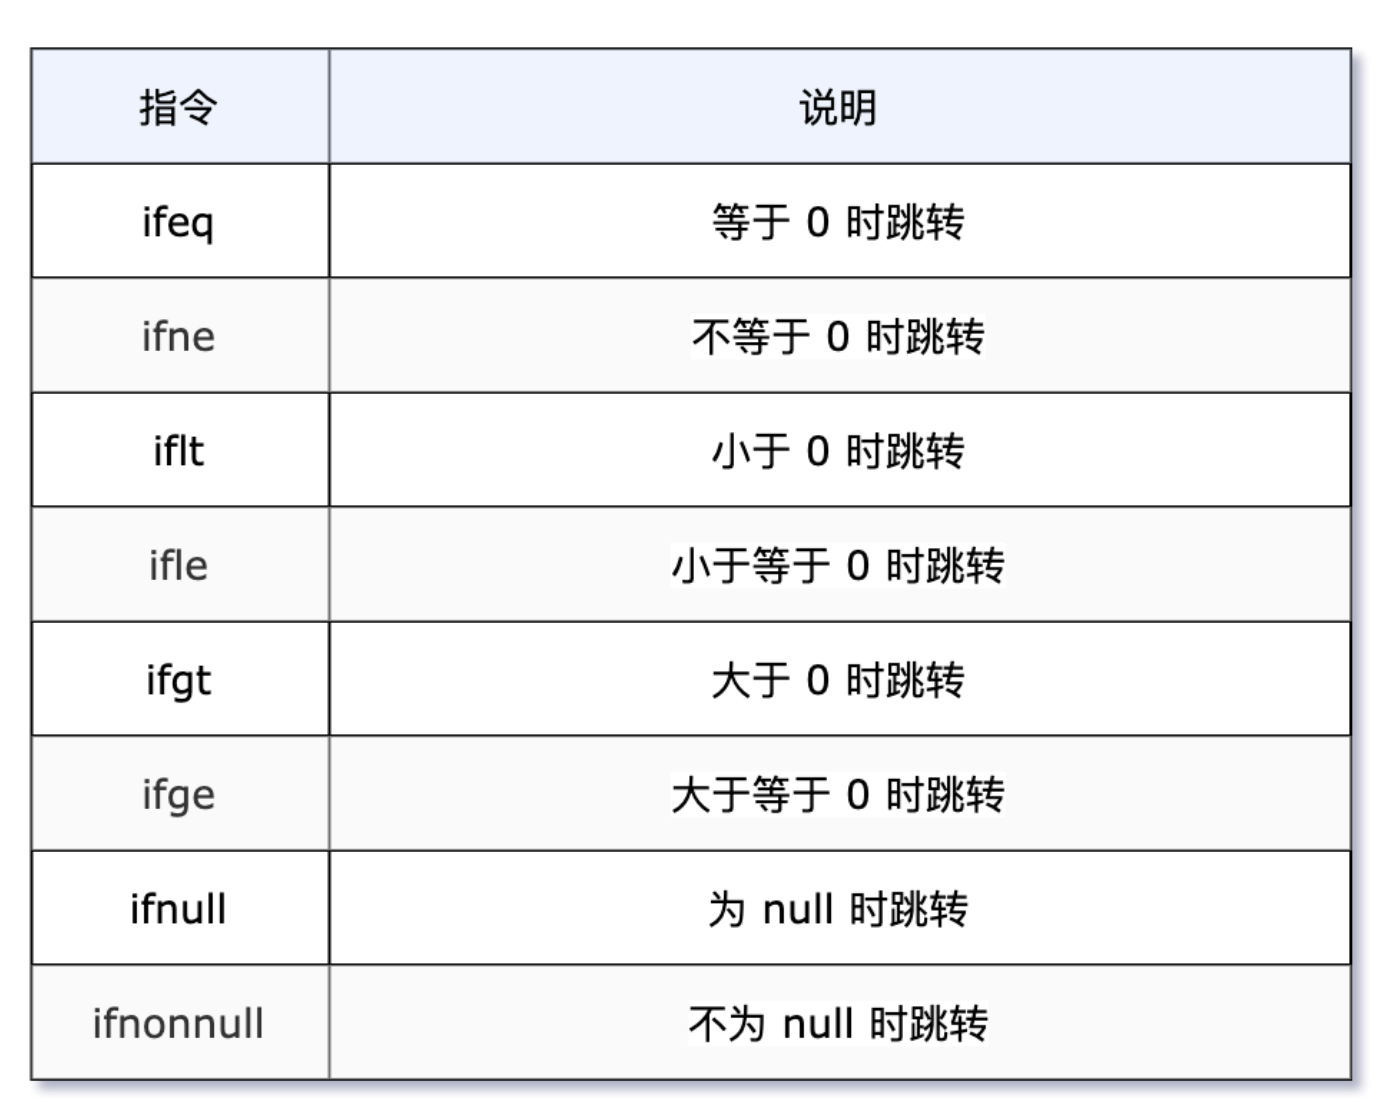 指令 说明
ifeq 等于 0 时跳转
ifne 不等于 0 时跳转
iflt 小于 0 时跳转
ifle 小于等于 0 时跳转
ifgt 大于 0 时跳转
ifge 大于等于 0 时跳转
ifnull 为 null 时跳转
ifnonnull 不为 null 时跳转